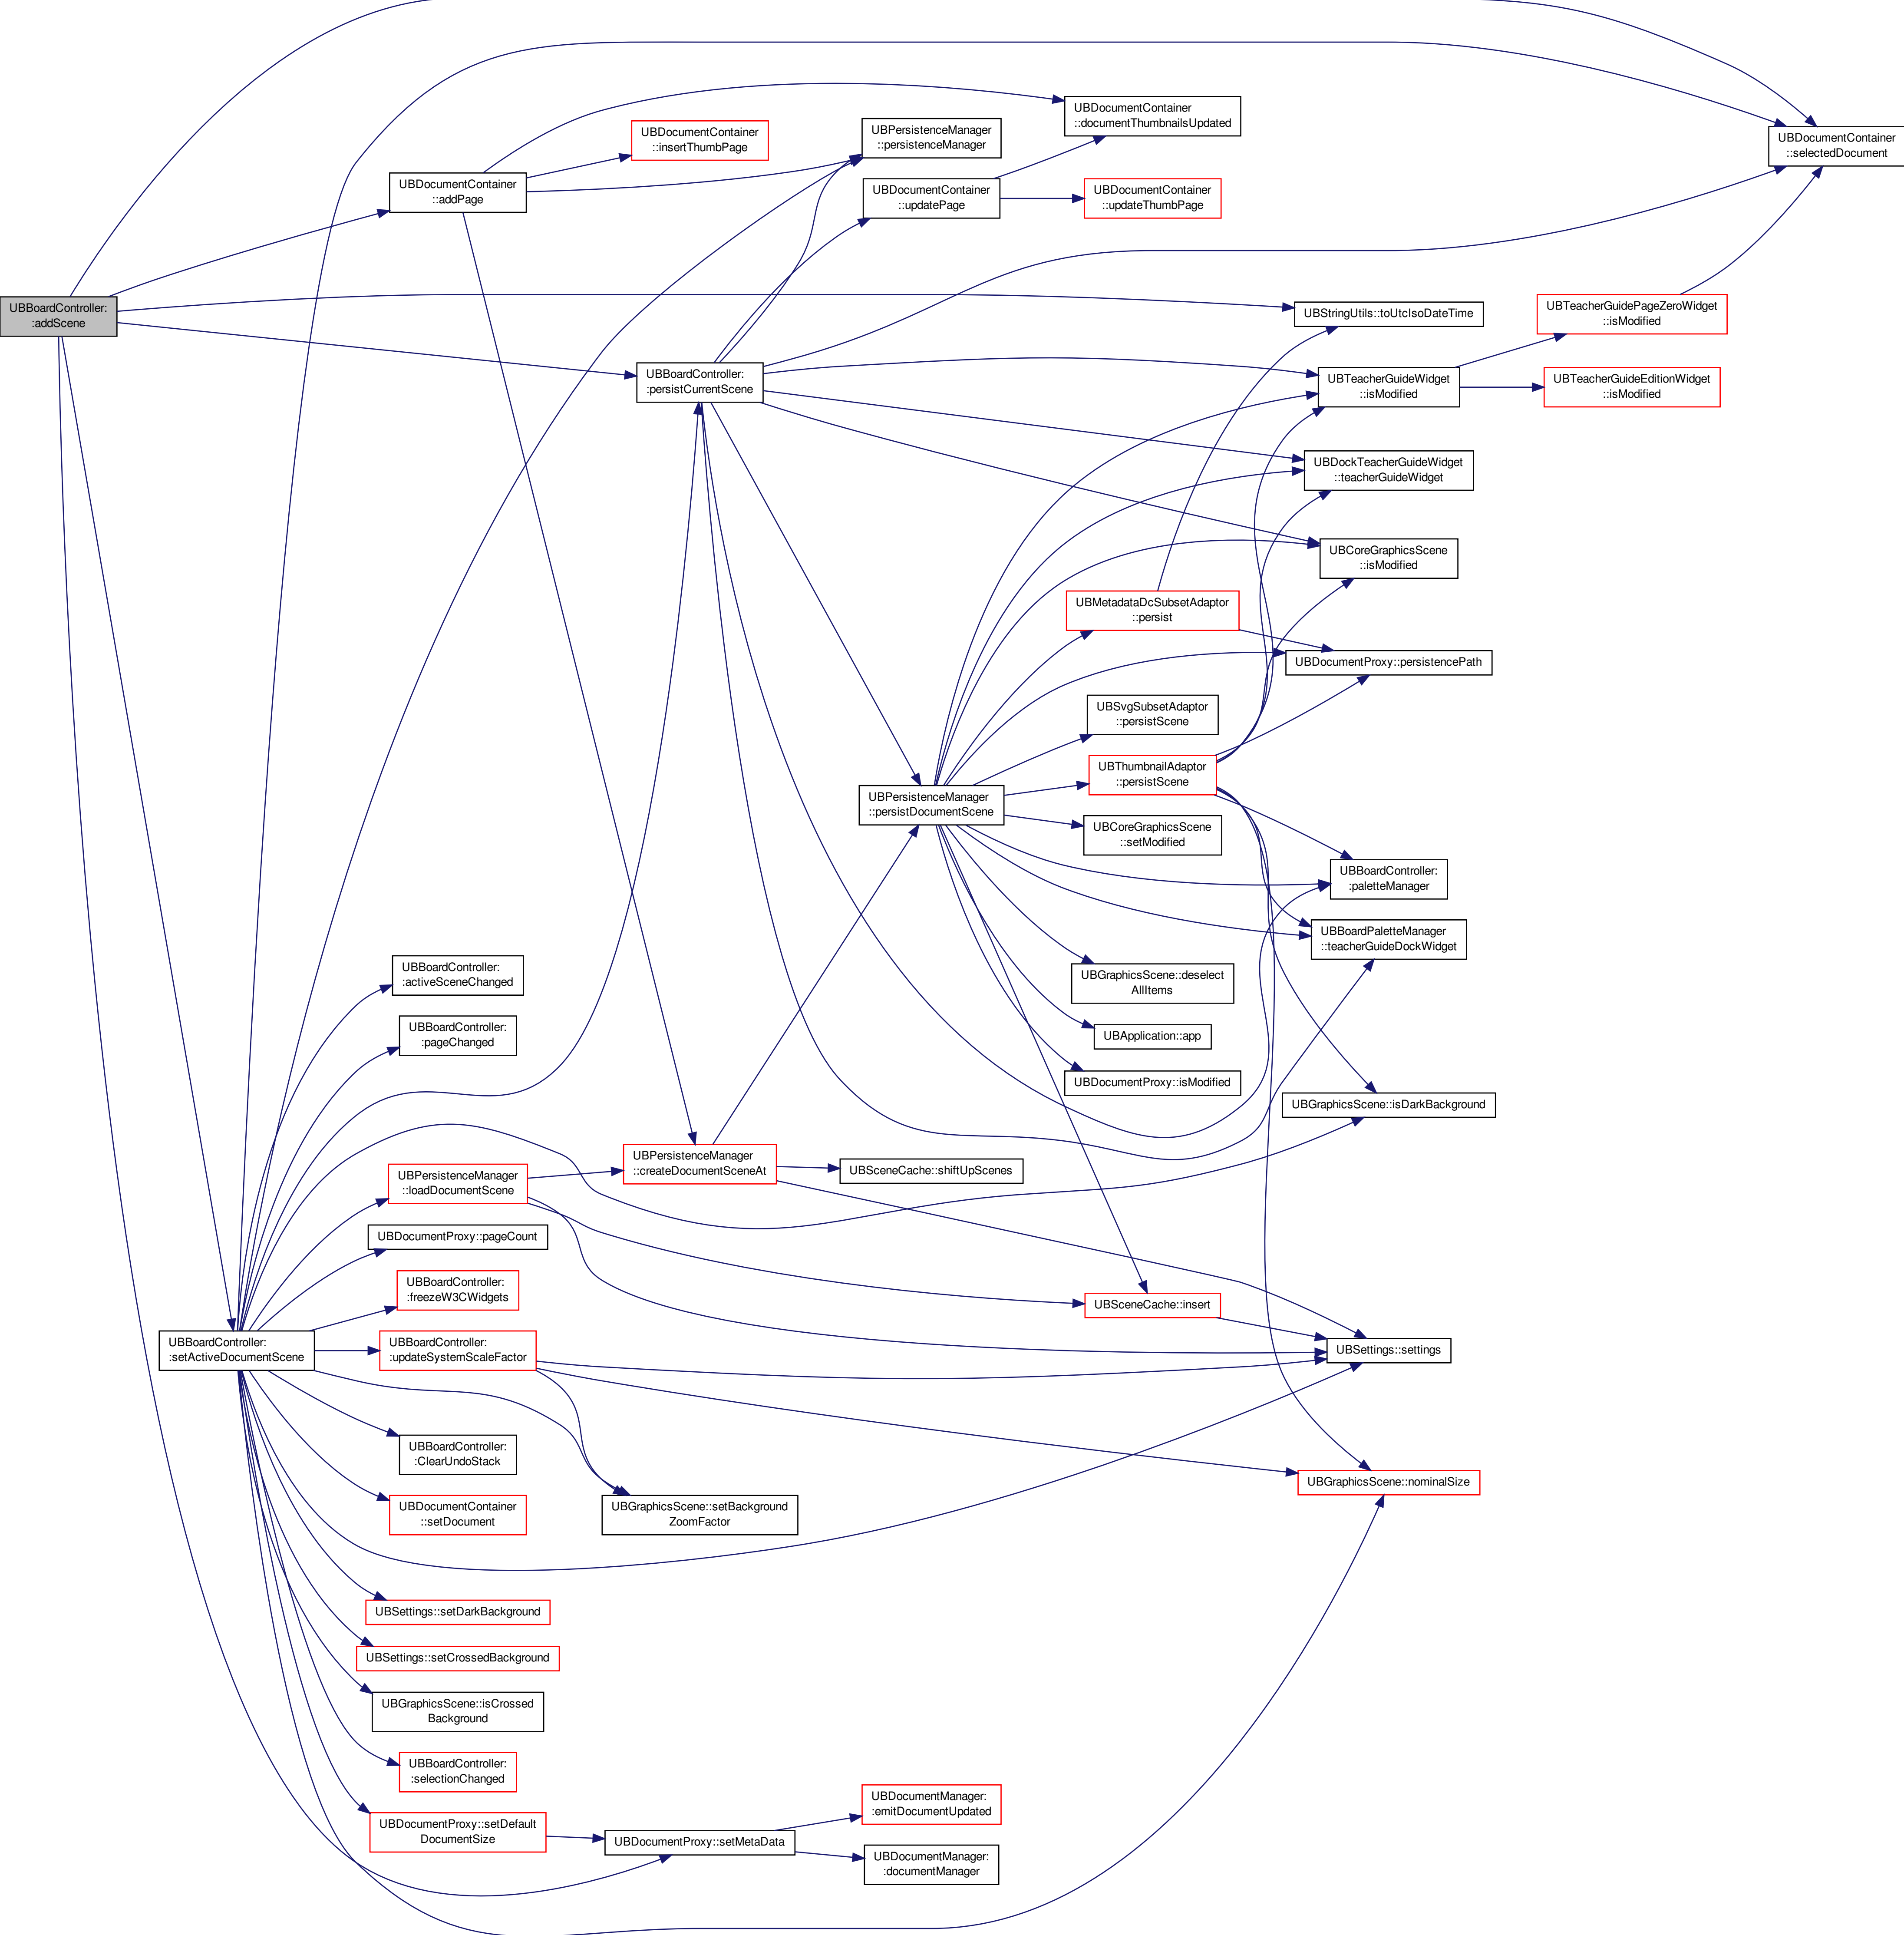 UBDocumentContainer
::documentThumbnailsUpdated
UBDocumentContainer
::insertThumbPage
UBPersistenceManager
::persistenceManager
UBDocumentContainer
::selectedDocument
UBDocumentContainer
::addPage
UBDocumentContainer
::updatePage
UBDocumentContainer
::updateThumbPage
UBBoardController:
:addScene
UBStringUtils::toUtcIsoDateTime
UBTeacherGuidePageZeroWidget
::isModified
UBBoardController:
:persistCurrentScene
UBTeacherGuideWidget
::isModified
UBTeacherGuideEditionWidget
::isModified
UBDockTeacherGuideWidget
::teacherGuideWidget
UBCoreGraphicsScene
::isModified
UBMetadataDcSubsetAdaptor
::persist
UBDocumentProxy::persistencePath
UBSvgSubsetAdaptor
::persistScene
UBThumbnailAdaptor
::persistScene
UBPersistenceManager
::persistDocumentScene
UBCoreGraphicsScene
::setModified
UBBoardController:
:paletteManager
UBBoardPaletteManager
::teacherGuideDockWidget
UBBoardController:
:activeSceneChanged
UBGraphicsScene::deselect
AllItems
UBBoardController:
:pageChanged
UBApplication::app
UBDocumentProxy::isModified
UBGraphicsScene::isDarkBackground
UBPersistenceManager
::createDocumentSceneAt
UBSceneCache::shiftUpScenes
UBPersistenceManager
::loadDocumentScene
UBDocumentProxy::pageCount
UBBoardController:
:freezeW3CWidgets
UBSceneCache::insert
UBBoardController:
:setActiveDocumentScene
UBBoardController:
:updateSystemScaleFactor
UBSettings::settings
UBBoardController:
:ClearUndoStack
UBGraphicsScene::nominalSize
UBDocumentContainer
::setDocument
UBGraphicsScene::setBackground
ZoomFactor
UBSettings::setDarkBackground
UBSettings::setCrossedBackground
UBGraphicsScene::isCrossed
Background
UBBoardController:
:selectionChanged
UBDocumentManager:
:emitDocumentUpdated
UBDocumentProxy::setDefault
DocumentSize
UBDocumentProxy::setMetaData
UBDocumentManager:
:documentManager